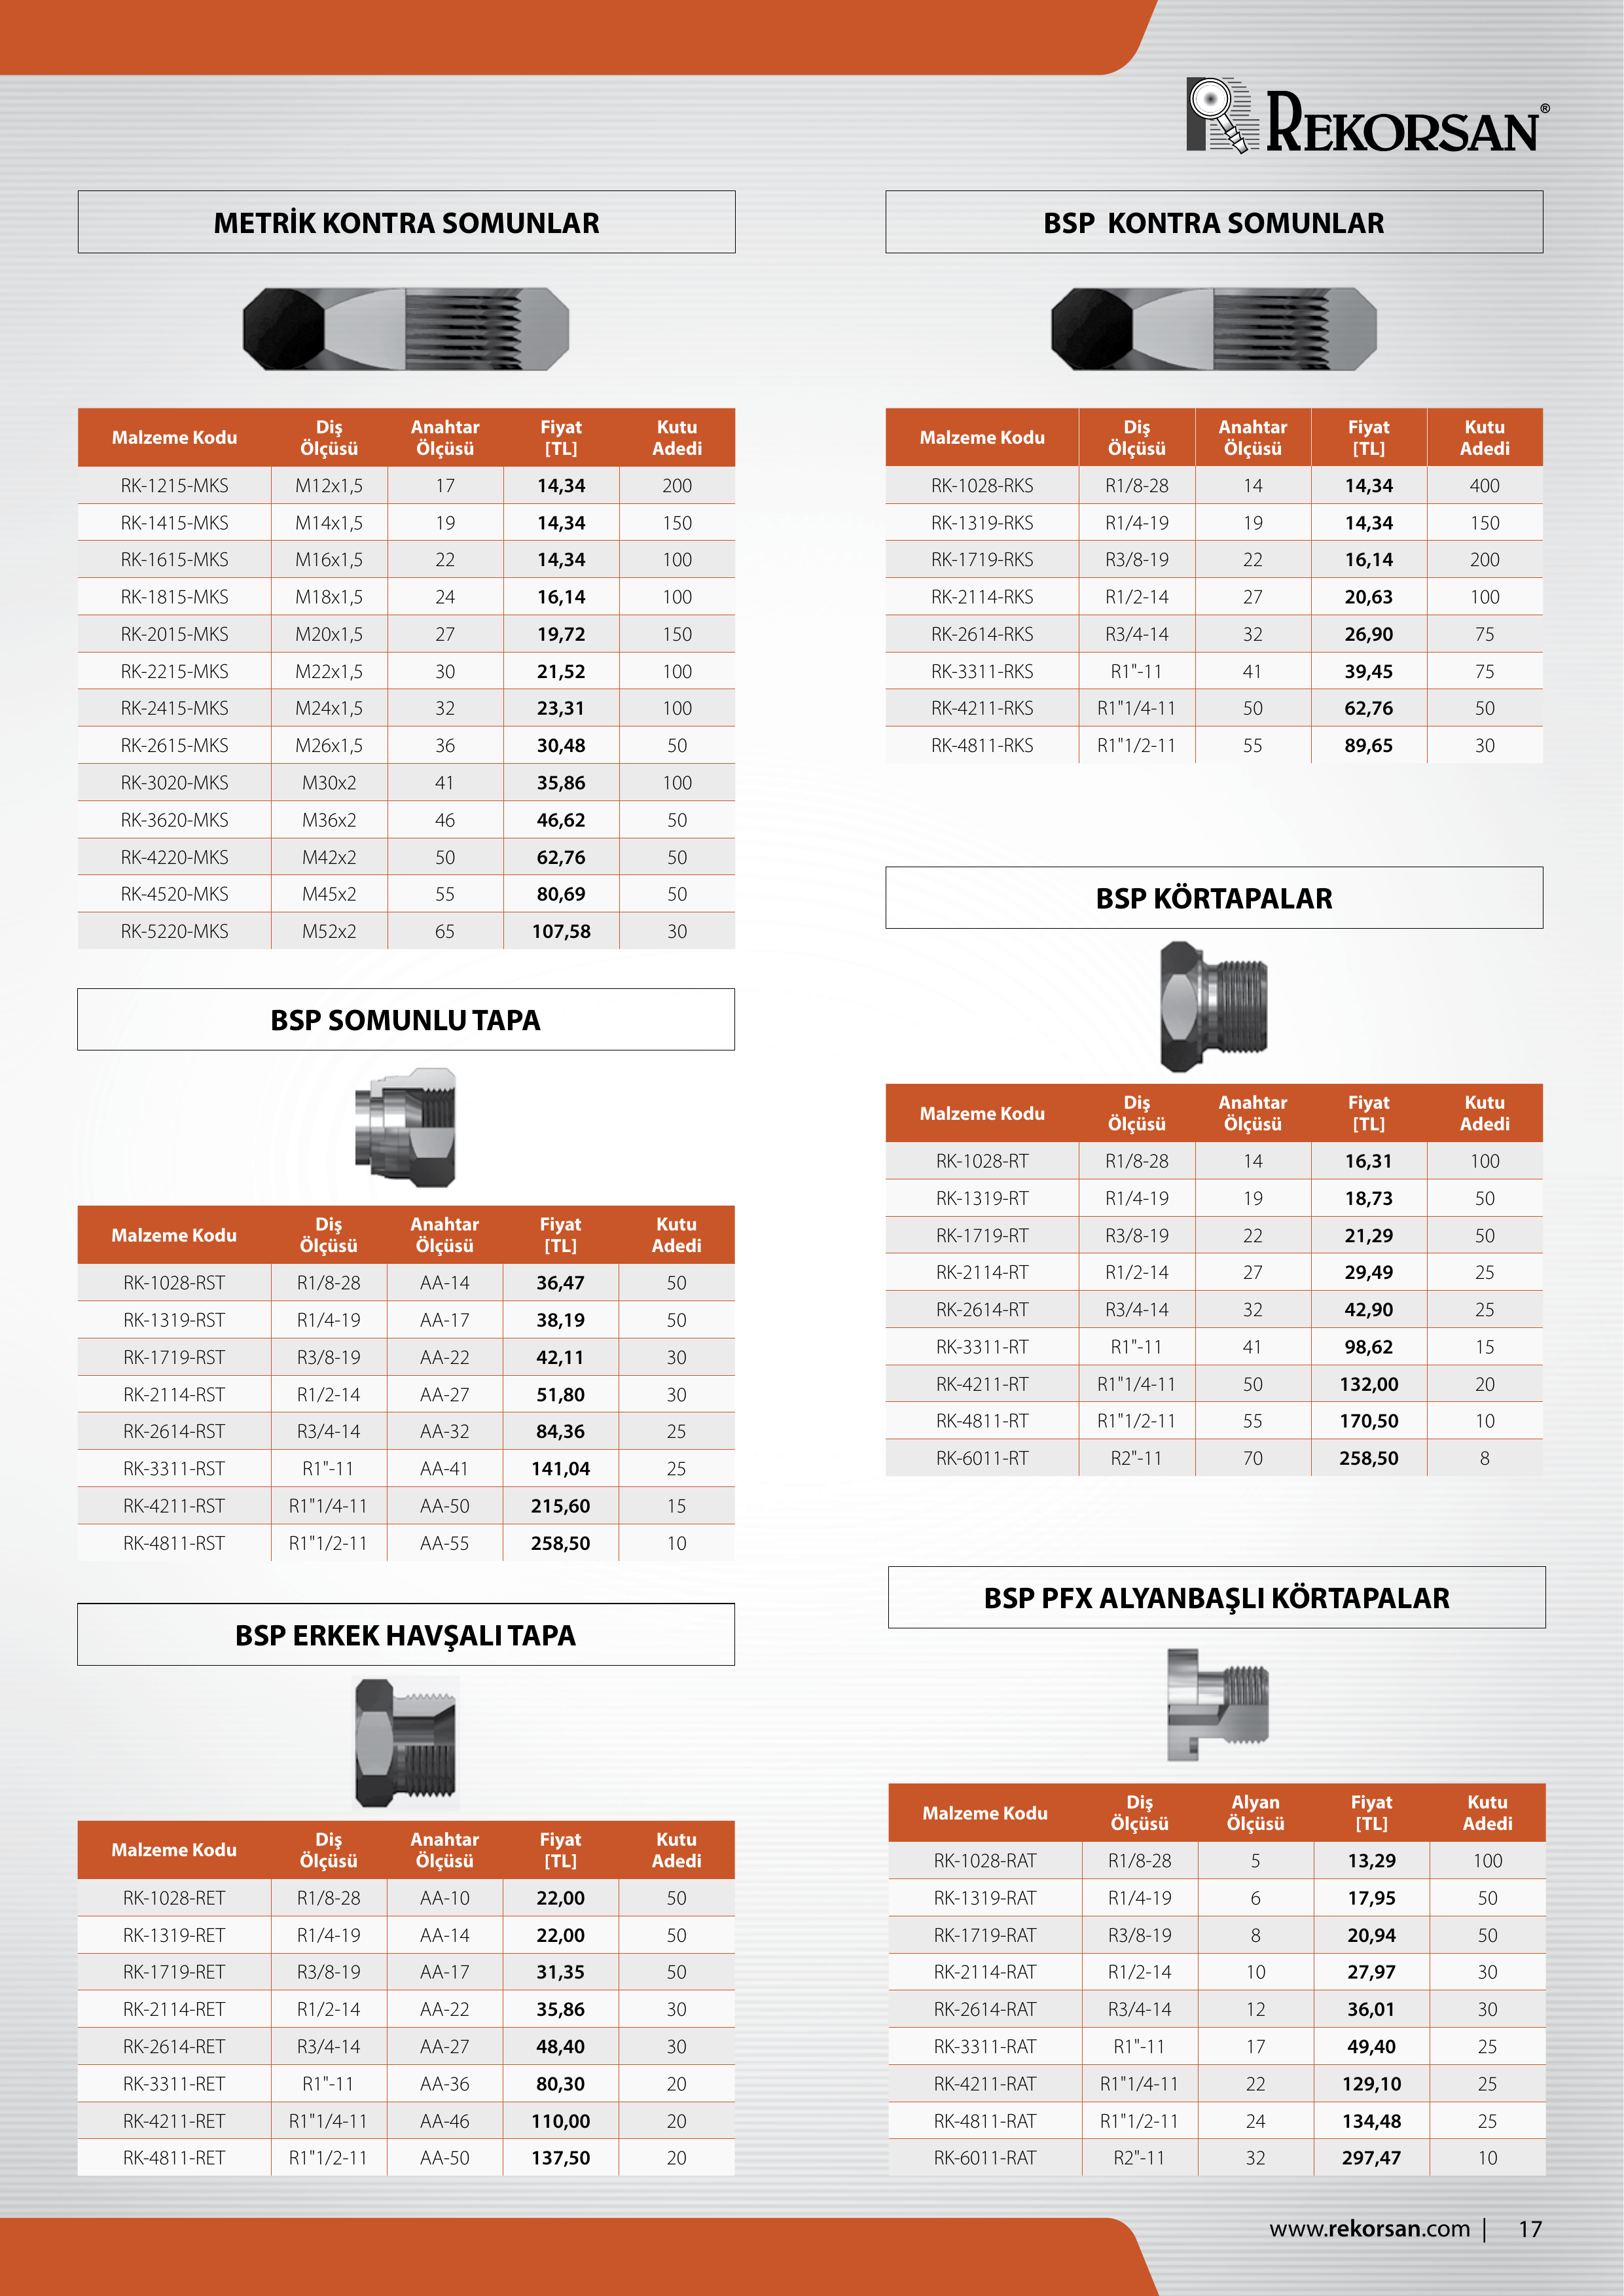 REKORSAN®
METRİK KONTRA SOMUNLAR
Malzeme Kodu Diş Ölçüsü Anahtar Ölçüsü Fiyat [TL] Kutu Adedi
RK-1215-MKS M12x1,5 17 14,34 200
RK-1415-MKS M14x1,5 19 14,34 150
RK-1615-MKS M16x1,5 22 14,34 100
RK-1815-MKS M18x1,5 24 16,14 100
RK-2015-MKS M20x1,5 27 19,72 150
RK-2215-MKS M22x1,5 30 21,52 100
RK-2415-MKS M24x1,5 32 23,31 100
RK-2615-MKS M26x1,5 36 30,48 50
RK-3020-MKS M30x2 41 35,86 100
RK-3620-MKS M36x2 46 46,62 50
RK-4220-MKS M42x2 50 62,76 50
RK-4520-MKS M45x2 55 80,69 50
RK-5220-MKS M52x2 65 107,58 30
BSP SOMUNLU TAPA
Malzeme Kodu Diş Ölçüsü Anahtar Ölçüsü Fiyat [TL] Kutu Adedi
RK-1028-RST R1/8-28 AA-14 36,47 50
RK-1319-RST R1/4-19 AA-17 38,19 50
RK-1719-RST R3/8-19 AA-22 42,11 30
RK-2114-RST R1/2-14 AA-27 51,80 30
RK-2614-RST R3/4-14 AA-32 84,36 25
RK-3311-RST R1"-11 AA-41 141,04 25
RK-4211-RST R1"1/4-11 AA-50 215,60 15
RK-4811-RST R1"1/2-11 AA-55 258,50 10
BSP ERKEK HAVŞALI TAPA
Malzeme Kodu Diş Ölçüsü Anahtar Ölçüsü Fiyat [TL] Kutu Adedi
RK-1028-RET R1/8-28 AA-10 22,00 50
RK-1319-RET R1/4-19 AA-14 22,00 50
RK-1719-RET R3/8-19 AA-17 31,35 50
RK-2114-RET R1/2-14 AA-22 35,86 30
RK-2614-RET R3/4-14 AA-27 48,40 30
RK-3311-RET R1"-11 AA-36 80,30 20
RK-4211-RET R1"1/4-11 AA-46 110,00 20
RK-4811-RET R1"1/2-11 AA-50 137,50 20
BSP KONTRA SOMUNLAR
Malzeme Kodu Diş Ölçüsü Anahtar Ölçüsü Fiyat [TL] Kutu Adedi
RK-1028-RKS R1/8-28 14 14,34 400
RK-1319-RKS R1/4-19 19 14,34 150
RK-1719-RKS R3/8-19 22 16,14 200
RK-2114-RKS R1/2-14 27 20,63 100
RK-2614-RKS R3/4-14 32 26,90 75
RK-3311-RKS R1"-11 41 39,45 75
RK-4211-RKS R1"1/4-11 50 62,76 50
RK-4811-RKS R1"1/2-11 55 89,65 30
BSP KÖRTAPALAR
Malzeme Kodu Diş Ölçüsü Anahtar Ölçüsü Fiyat [TL] Kutu Adedi
RK-1028-RT R1/8-28 14 16,31 100
RK-1319-RT R1/4-19 19 18,73 50
RK-1719-RT R3/8-19 22 21,29 50
RK-2114-RT R1/2-14 27 29,49 25
RK-2614-RT R3/4-14 32 42,90 25
RK-3311-RT R1"-11 41 98,62 15
RK-4211-RT R1"1/4-11 50 132,00 20
RK-4811-RT R1"1/2-11 55 170,50 10
RK-6011-RT R2"-11 70 258,50 8
BSP PFX ALYANBAŞLI KÖRTAPALAR
Malzeme Kodu Diş Ölçüsü Alyan Ölçüsü Fiyat [TL] Kutu Adedi
RK-1028-RAT R1/8-28 5 13,29 100
RK-1319-RAT R1/4-19 6 17,95 50
RK-1719-RAT R3/8-19 8 20,94 50
RK-2114-RAT R1/2-14 10 27,97 30
RK-2614-RAT R3/4-14 12 36,01 30
RK-3311-RAT R1"-11 17 49,40 25
RK-4211-RAT R1"1/4-11 22 129,10 25
RK-4811-RAT R1"1/2-11 24 134,48 25
RK-6011-RAT R2"-11 32 297,47 10
www.rekorsan.com | 17